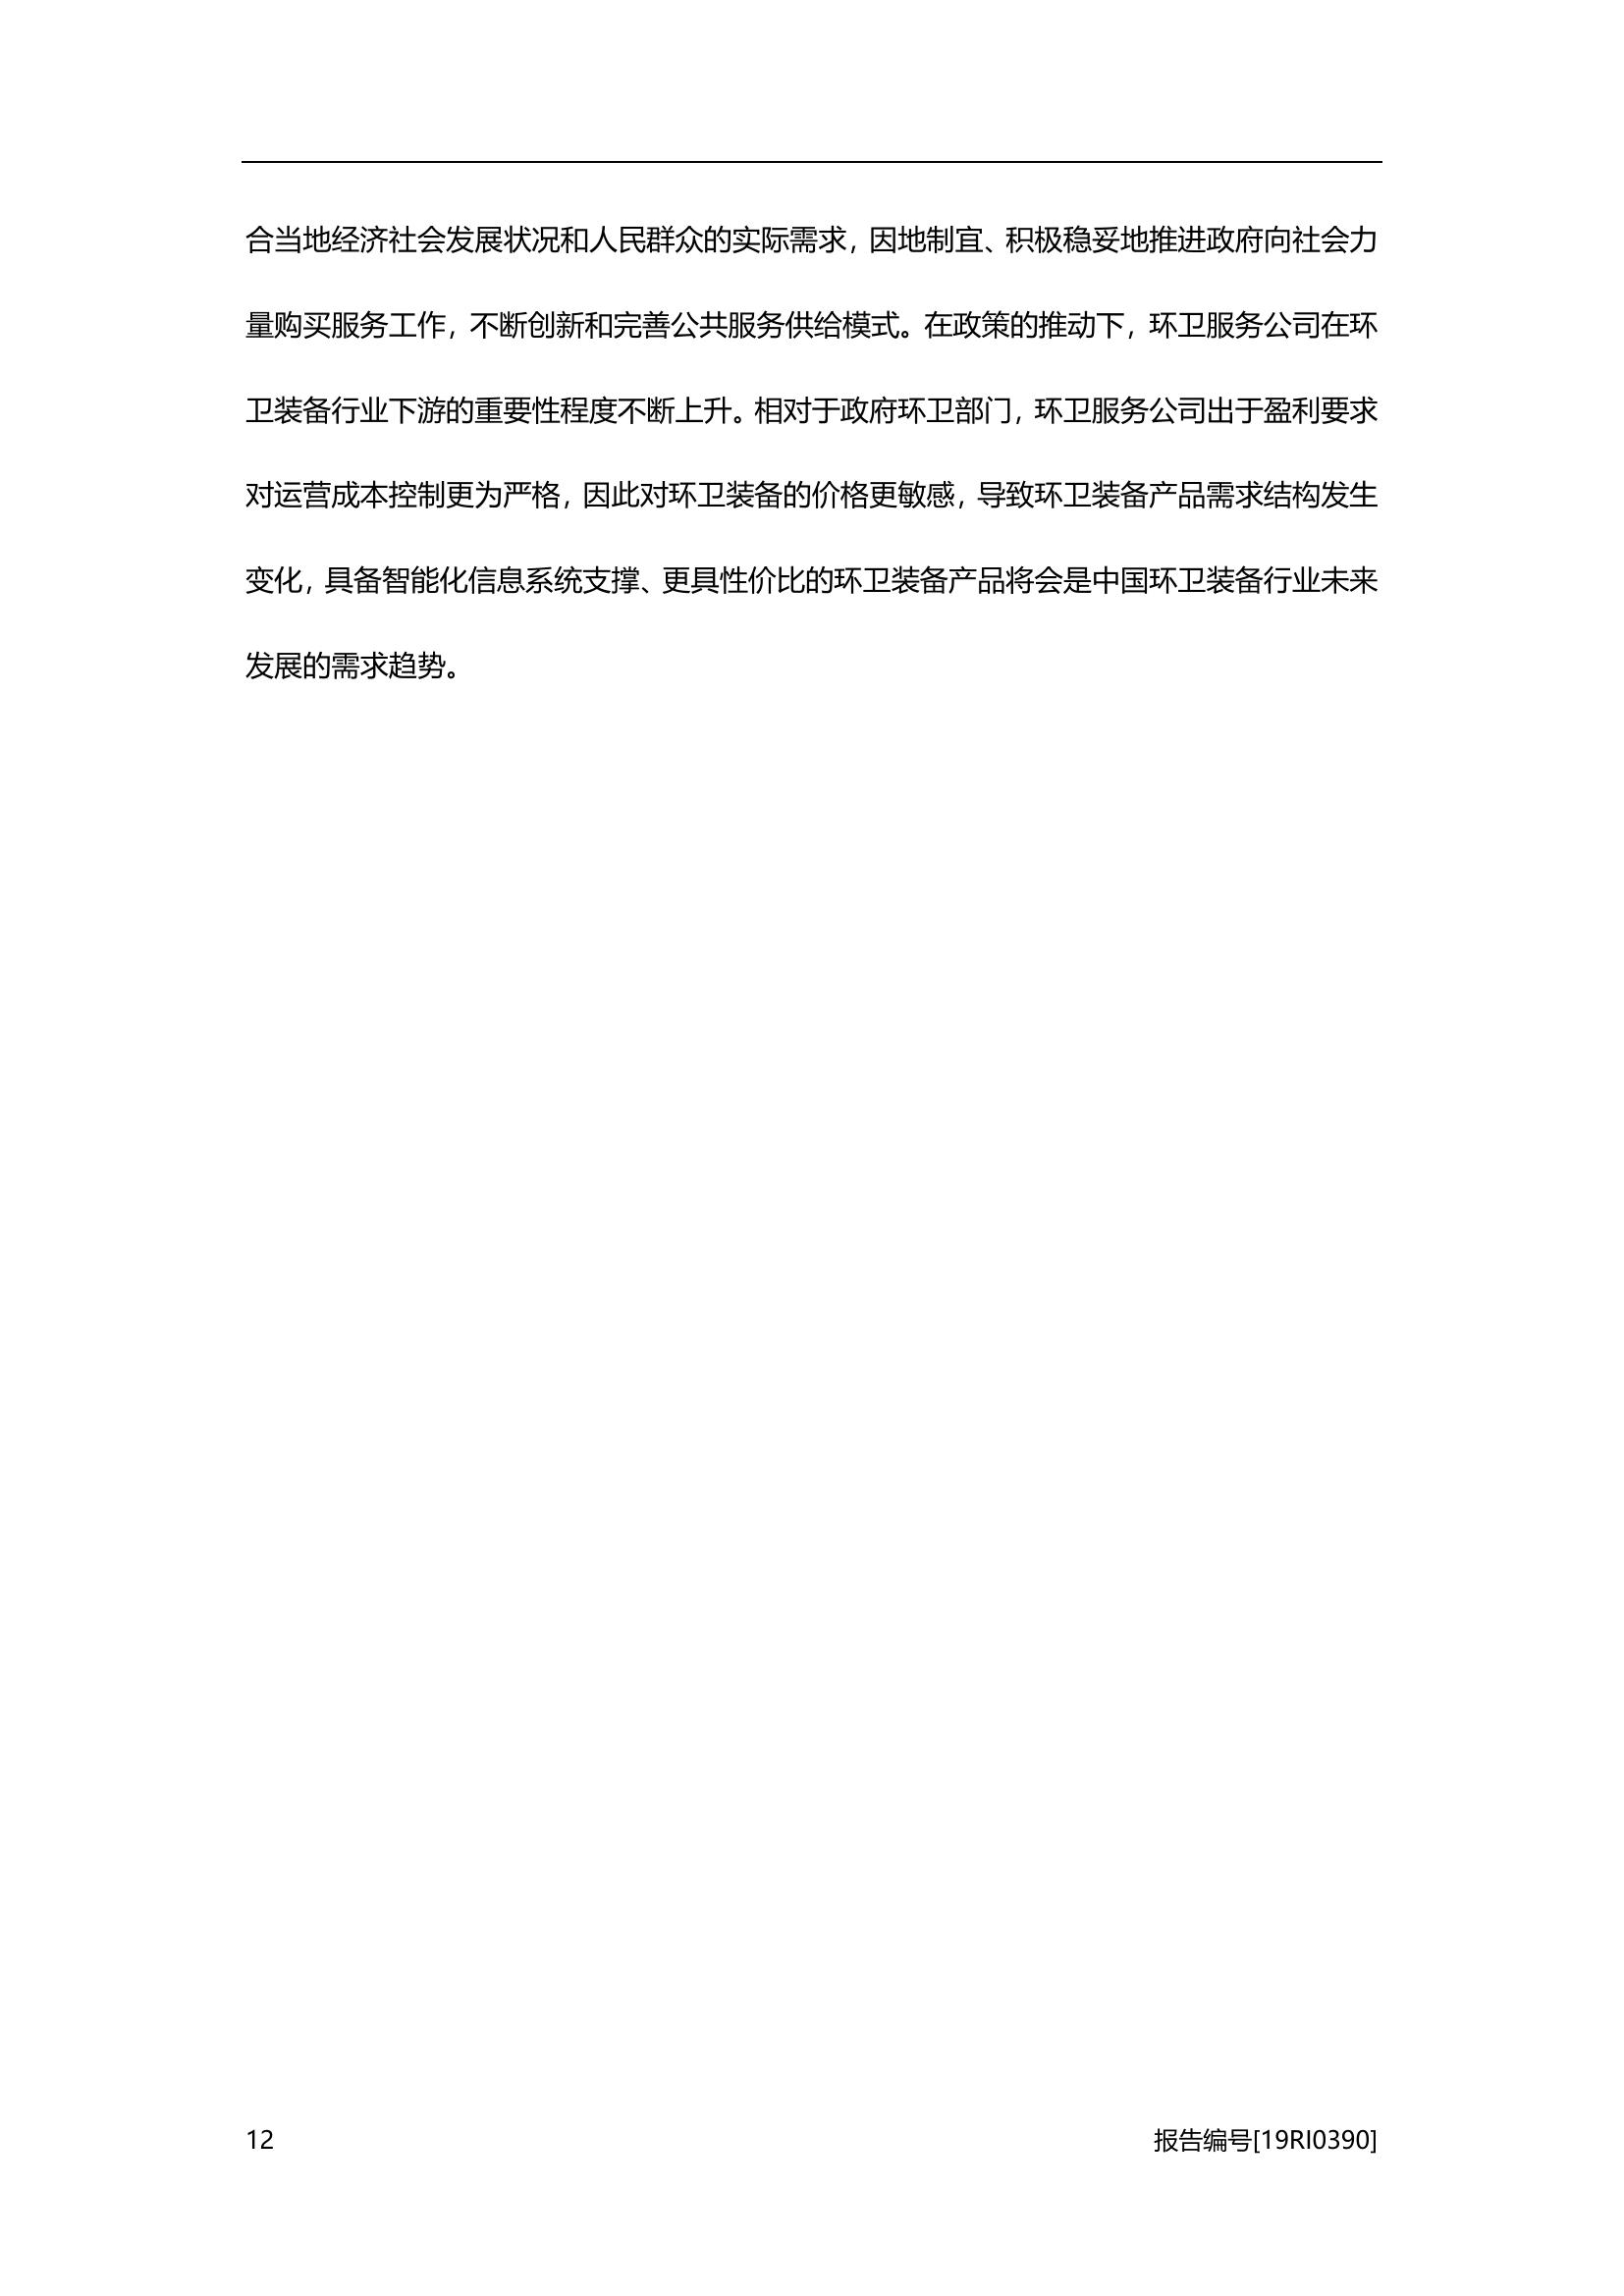 合当地经济社会发展状况和人民群众的实际需求，因地制宜、积极稳妥地推进政府向社会力
量购买服务工作，不断创新和完善公共服务供给模式。在政策的推动下，环卫服务公司在环
卫装备行业下游的重要性程度不断上升。相对于政府环卫部门，环卫服务公司出于盈利要求
对运营成本控制更为严格，因此对环卫装备的价格更敏感，导致环卫装备产品需求结构发生
变化，具备智能化信息系统支撑、更具性价比的环卫装备产品将会是中国环卫装备行业未来
发展的需求趋势。
12 报告编号[19RI0390]